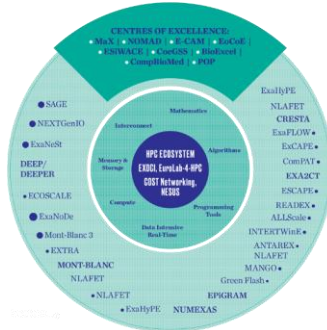 CENTRES OF EXCELLENCE:
• MaX | • NOMAD | • E-CAM | • EoCoE |
• ESiWACE | • CoeGSS | • BioExcel |
• CompBioMed | • POP
ExaHyPE
NLAFET
CRESTA
ExaFLOW •
ExCAPE •
ComPAT •
EXA2CT
ESCAPE •
READEX •
ALLScale •
INTERTWinE •
ANTAREX •
NLAFET
MANGO •
Green Flash •
EPiGRAM
NUMEXAS
• ExaHyPE
• NLAFET
NLAFET
MONT-BLANC
• EXTRA
• Mont-Blanc 3
• ExaNoDe
• ECOSCALE
DEEP/
DEEPER
• ExaNeSt
• NEXTGenIO
• SAGE
Mathematics
Interconnect
Algorithms
Memory &
Storage
Compute
Programming
Tools
Data Intensive
Real-Time
HPC ECOSYSTEM
EXDCI, EuroLab-4-HPC
COST Networking,
NESUS